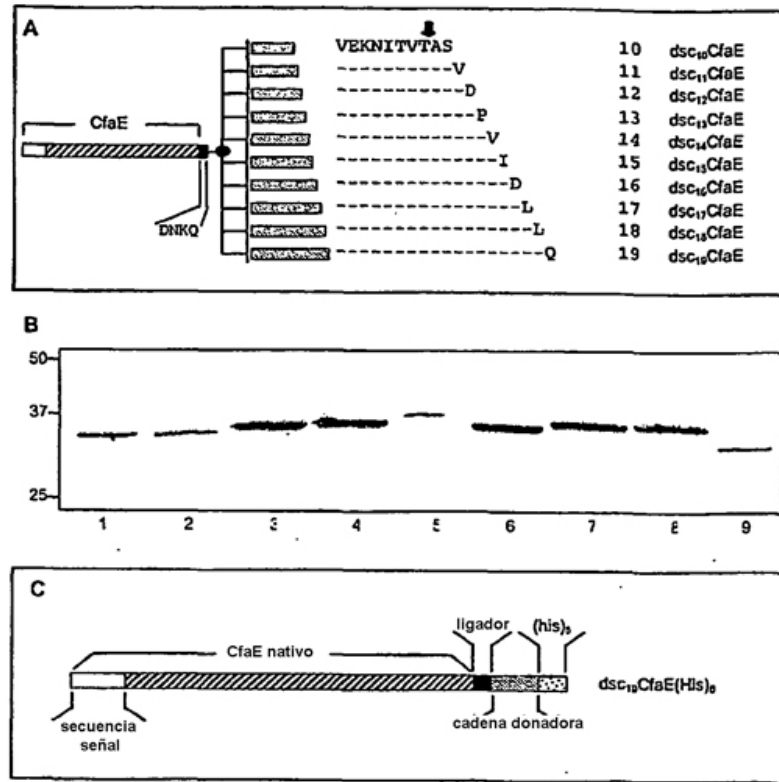 A
VEKNITVTAS 10 dsc₁₀CfaE
V 11 dsc₁₁CfaE
D 12 dsc₁₂CfaE
P 13 dsc₁₃CfaE
V 14 dsc₁₄CfaE
I 15 dsc₁₅CfaE
D 16 dsc₁₆CfaE
L 17 dsc₁₇CfaE
L 18 dsc₁₈CfaE
Q 19 dsc₁₉CfaE
CfaE
DNKQ
B
50
37
25
1 2 3 4 5 6 7 8 9
C
ligador (his)₅
CfaE nativo
dsc₁₉CfaE(His)₆
secuencia
señal
cadena donadora